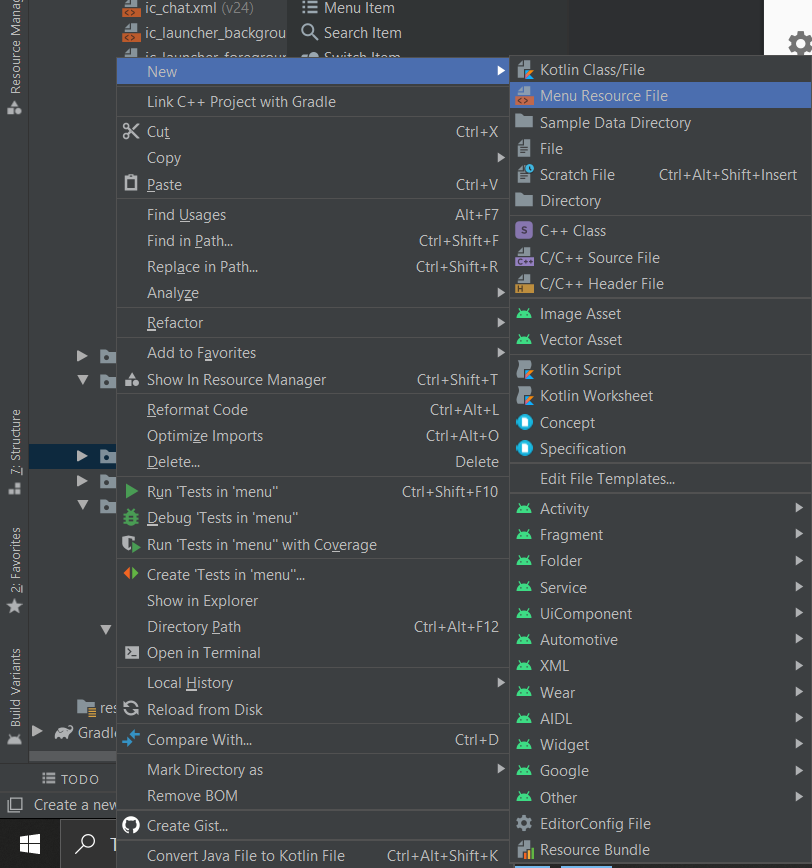 Resource Manag
ic_chat.xml (v24)
ic_launcher_backgrou
Menu Item
Search Item
New
Link C++ Project with Gradle
Cut Ctrl+X
Copy
Paste Ctrl+V
Find Usages Alt+F7
Find in Path... Ctrl+Shift+F
Replace in Path... Ctrl+Shift+R
Analyze
Refactor
Add to Favorites
Show In Resource Manager Ctrl+Shift+T
Reformat Code Ctrl+Alt+L
Optimize Imports Ctrl+Alt+O
Delete... Delete
Run 'Tests in 'menu'' Ctrl+Shift+F10
Debug 'Tests in 'menu''
Run 'Tests in 'menu'' with Coverage
Create 'Tests in 'menu''...
Show in Explorer
Directory Path Ctrl+Alt+F12
Open in Terminal
Local History
Reload from Disk
Compare With... Ctrl+D
Mark Directory as
Remove BOM
Create Gist...
Convert Java File to Kotlin File Ctrl+Alt+Shift+K
Kotlin Class/File
Menu Resource File
Sample Data Directory
File
Scratch File Ctrl+Alt+Shift+Insert
Directory
C++ Class
C/C++ Source File
C/C++ Header File
Image Asset
Vector Asset
Kotlin Script
Kotlin Worksheet
Concept
Specification
Edit File Templates...
Activity
Fragment
Folder
Service
UiComponent
Automotive
XML
Wear
AIDL
Widget
Google
Other
EditorConfig File
Resource Bundle
7: Structure
2: Favorites
Build Variants
res
Gradle
TODO
Create a new